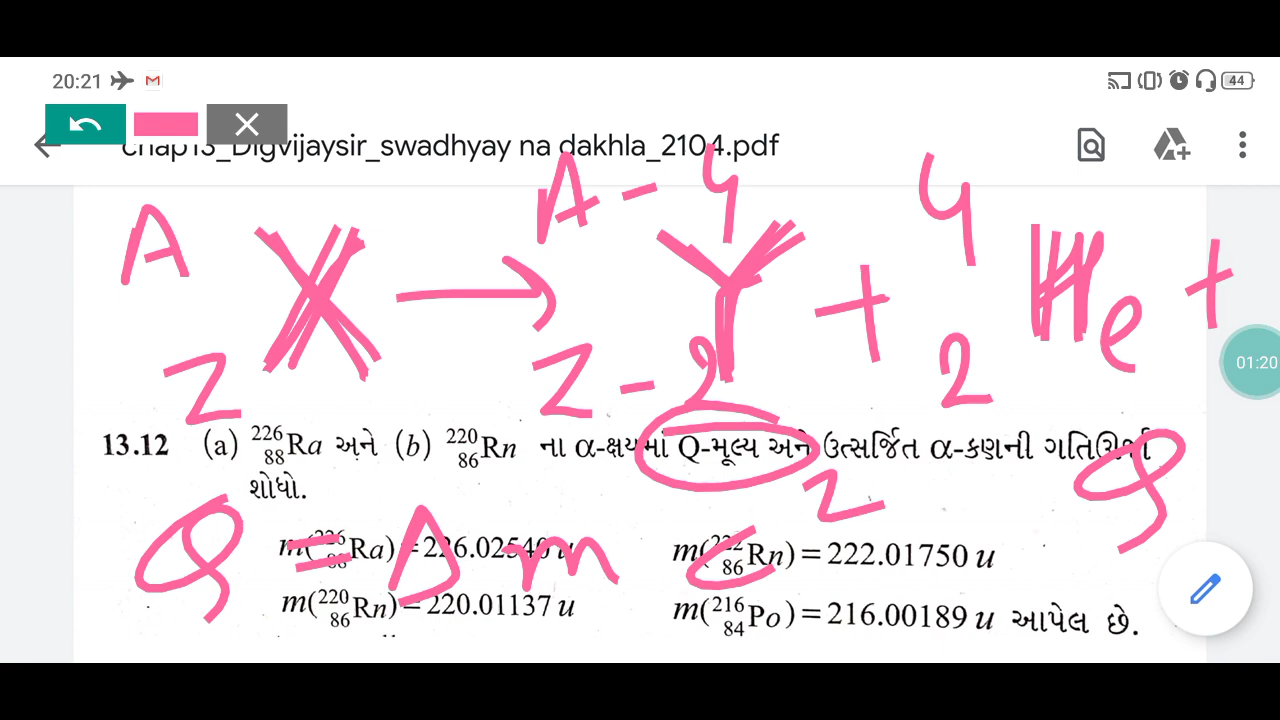 20:21 44
chap13_Digvijaysir_swadhyay na dakhla_2104.pdf
A X Z → A-4 Y Z-2 + 4 He 2 + Q
01:20
13.12 (a) ²²⁶₈₈Ra અને (b) ²²⁰₈₆Rn ના α-ક્ષયમાં Q-મૂલ્ય અને ઉત્સર્જિત α-કણની ગતિઊર્જા
શોધો.
Q = Δm c²
m(²²⁶₈₈Ra) = 226.02540 u m(²²²₈₆Rn) = 222.01750 u
m(²²⁰₈₆Rn) = 220.01137 u m(²¹⁶₈₄Po) = 216.00189 u આપેલ છે.